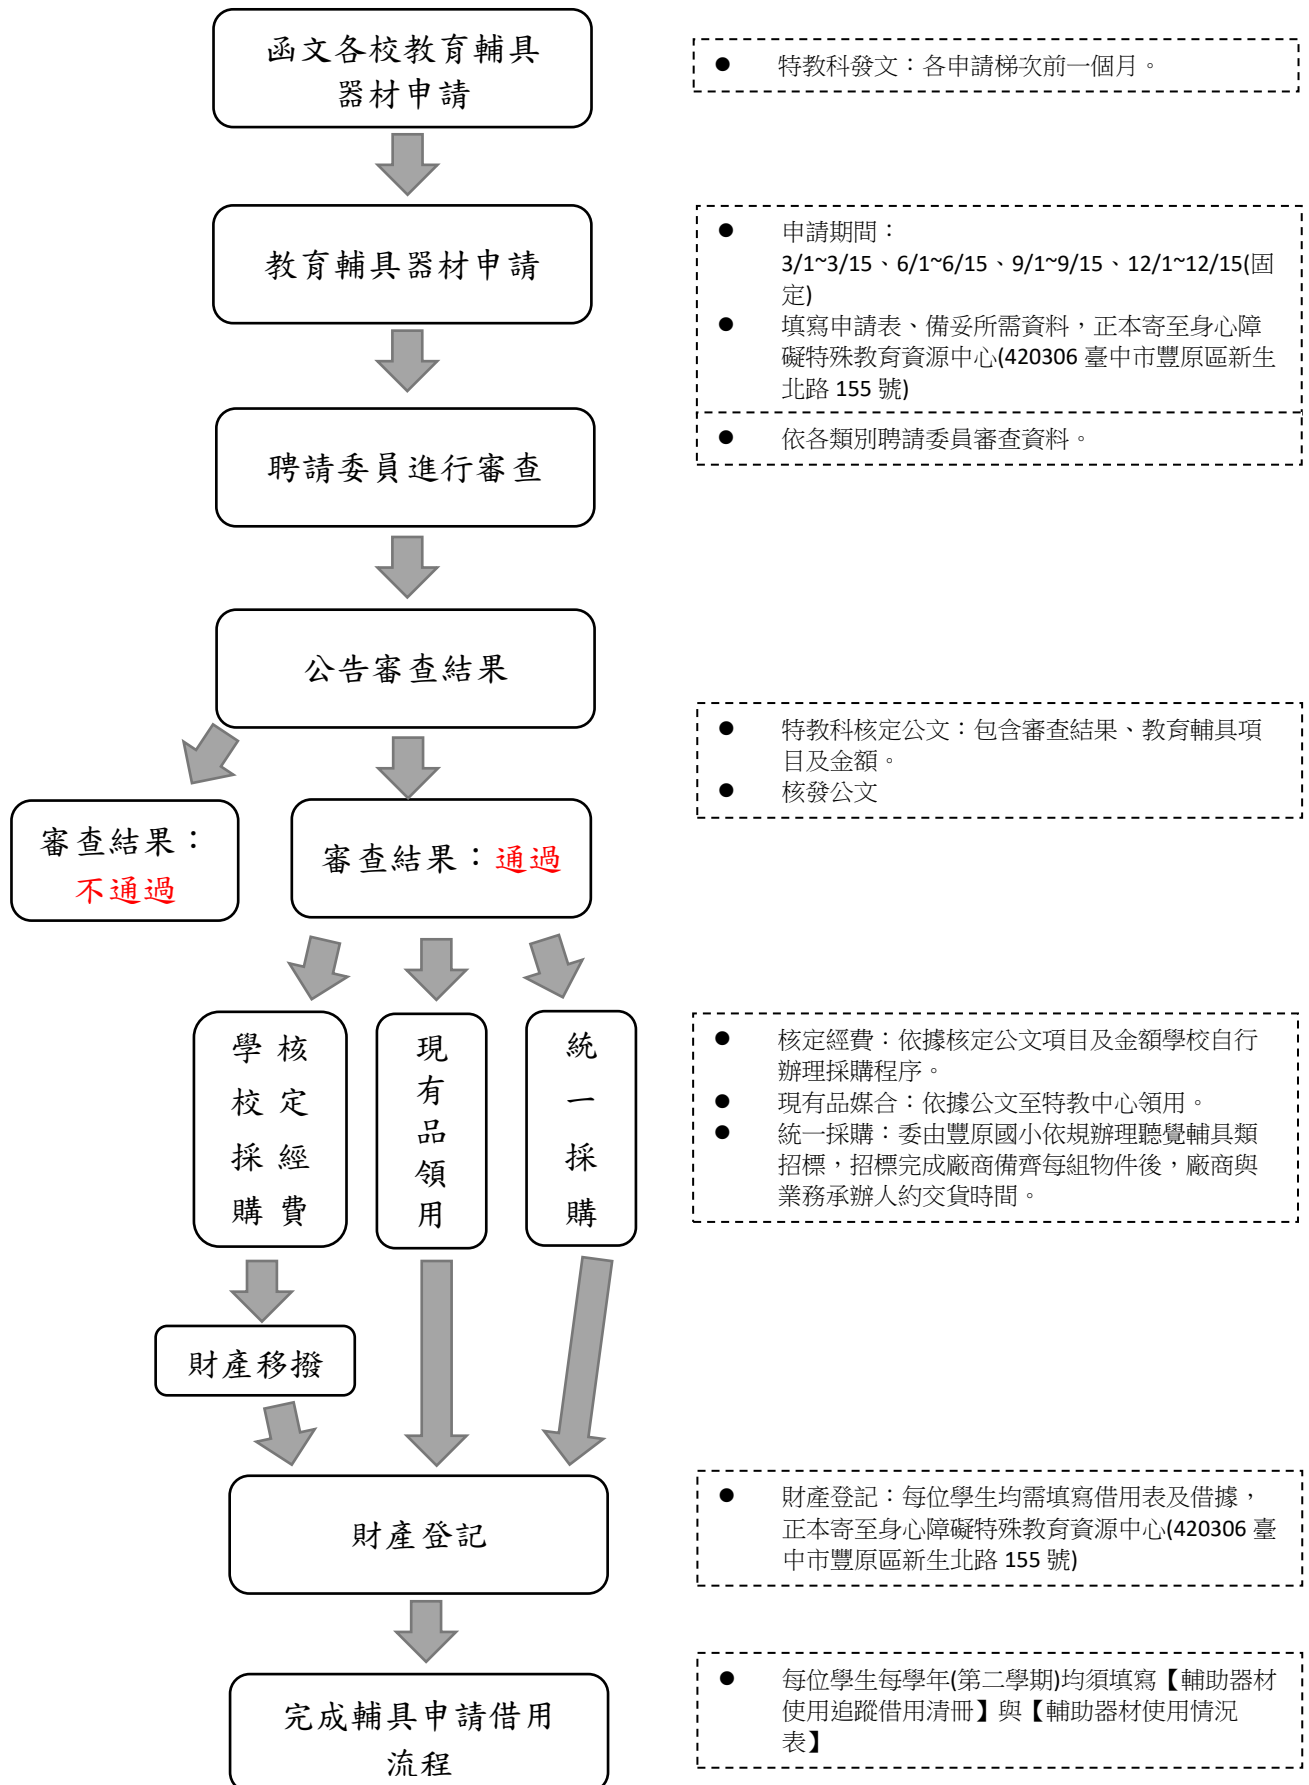 函文各校教育輔具
器材申請
● 特教科發文：各申請梯次前一個月。
教育輔具器材申請
● 申請期間：
3/1~3/15、6/1~6/15、9/1~9/15、12/1~12/15(固
定)
● 填寫申請表、備妥所需資料，正本寄至身心障
礙特殊教育資源中心(420306 臺中市豐原區新生
北路 155 號)
聘請委員進行審查
● 依各類別聘請委員審查資料。
公告審查結果
● 特教科核定公文：包含審查結果、教育輔具項
目及金額。
● 核發公文
審查結果：
不通過
審查結果：通過
核定經費
學校採購
現有品領用
統一採購
● 核定經費：依據核定公文項目及金額學校自行
辦理採購程序。
● 現有品媒合：依據公文至特教中心領用。
● 統一採購：委由豐原國小依規辦理聽覺輔具類
招標，招標完成廠商備齊每組物件後，廠商與
業務承辦人約交貨時間。
財產移撥
財產登記
● 財產登記：每位學生均需填寫借用表及借據，
正本寄至身心障礙特殊教育資源中心(420306 臺
中市豐原區新生北路 155 號)
完成輔具申請借用
流程
● 每位學生每學年(第二學期)均須填寫【輔助器材
使用追蹤借用清冊】與【輔助器材使用情況
表】